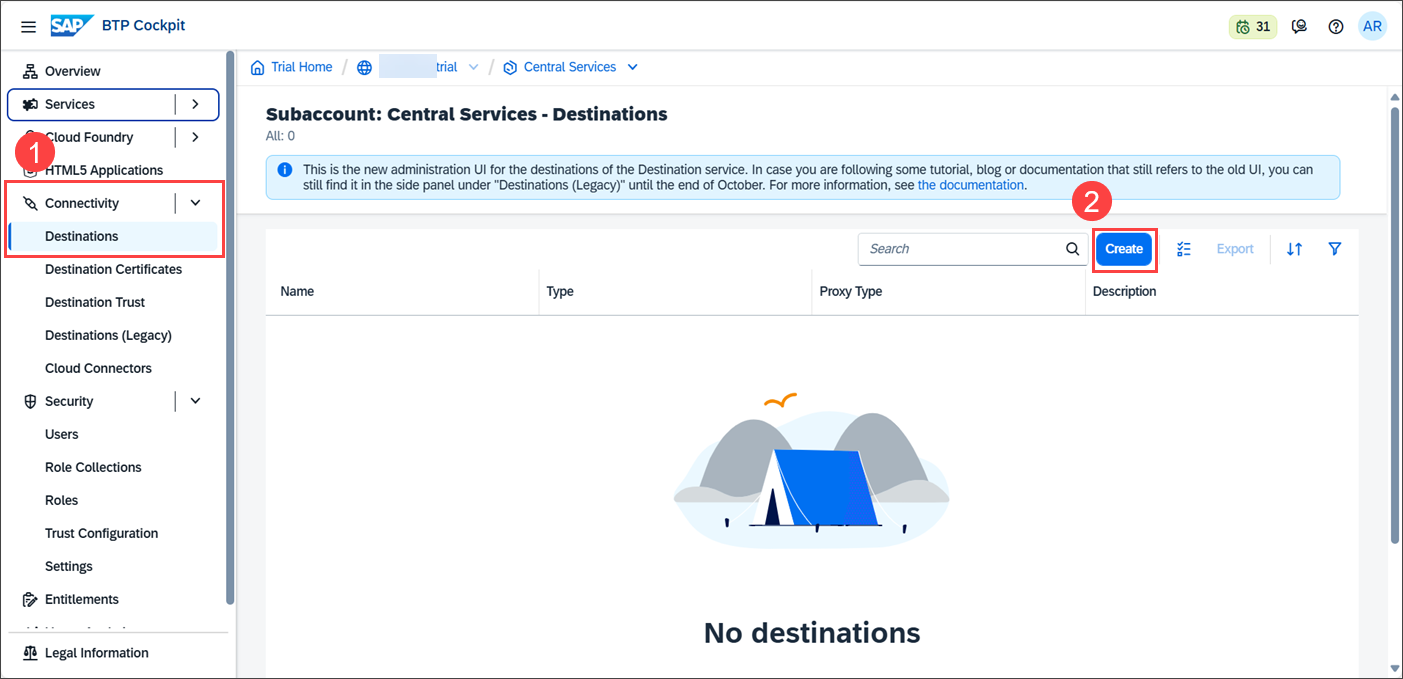 SAP BTP Cockpit
31
AR
Overview
Services
Cloud Foundry
1
HTML5 Applications
Connectivity
Destinations
Destination Certificates
Destination Trust
Destinations (Legacy)
Cloud Connectors
Security
Users
Role Collections
Roles
Trust Configuration
Settings
Entitlements
Legal Information
Trial Home / trial / Central Services
Subaccount: Central Services - Destinations
All: 0
This is the new administration UI for the destinations of the Destination service. In case you are following some tutorial, blog or documentation that still refers to the old UI, you can
still find it in the side panel under "Destinations (Legacy)" until the end of October. For more information, see the documentation.
2
Search
Create
Export
Name
Type
Proxy Type
Description
No destinations